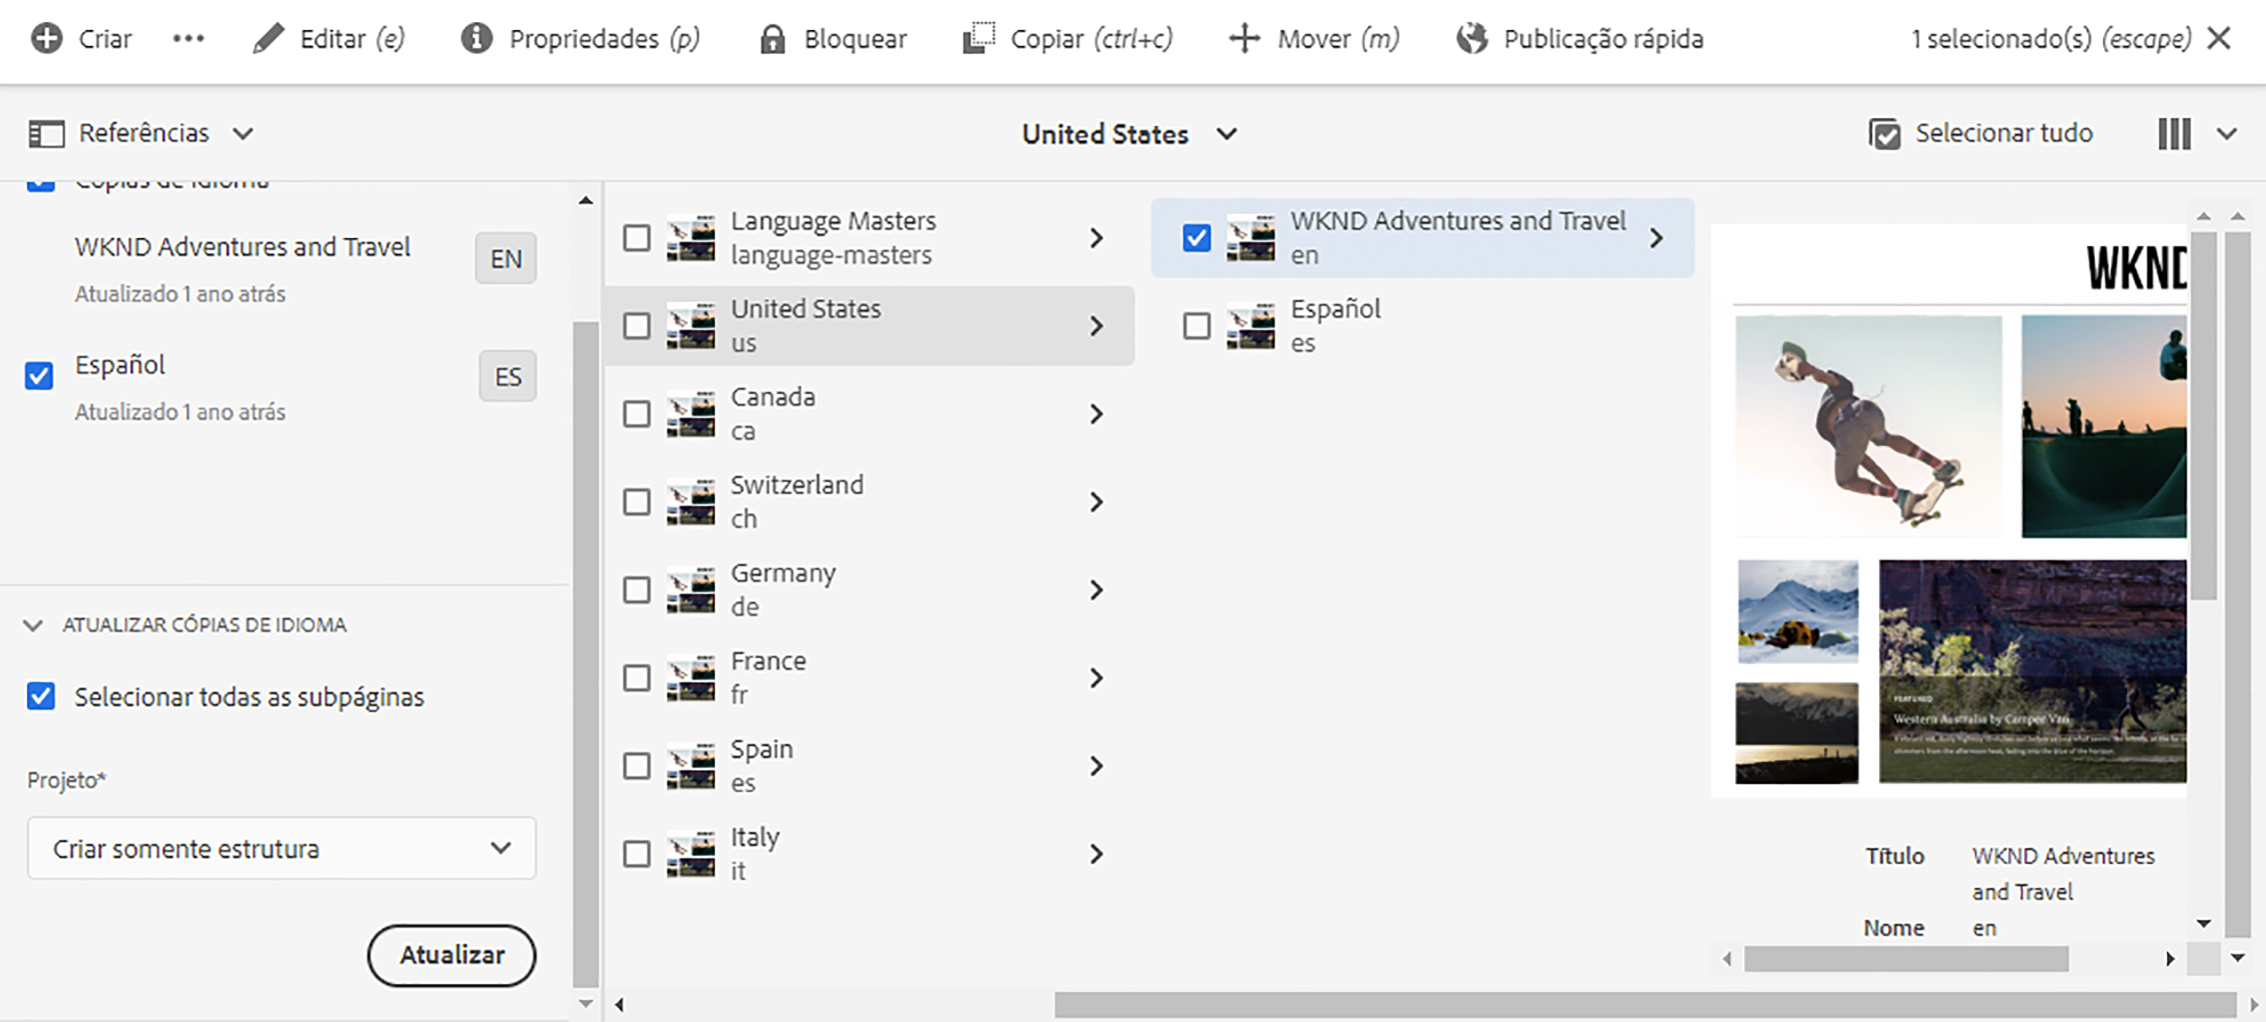 Criar
Editar (e)
Propriedades (p)
Bloquear
Copiar (ctrl+c)
Mover (m)
Publicação rápida
1 selecionado(s) (escape)
Referências
United States
Selecionar tudo
Cópias de idioma
WKND Adventures and Travel
EN
Atualizado 1 ano atrás
Español
ES
Atualizado 1 ano atrás
ATUALIZAR CÓPIAS DE IDIOMA
Selecionar todas as subpáginas
Projeto*
Criar somente estrutura
Atualizar
Language Masters
language-masters
United States
us
Canada
ca
Switzerland
ch
Germany
de
France
fr
Spain
es
Italy
it
WKND Adventures and Travel
en
Español
es
WKND
FEATURED
Western Australia by Camper Van
Título
WKND Adventures
and Travel
Nome
en